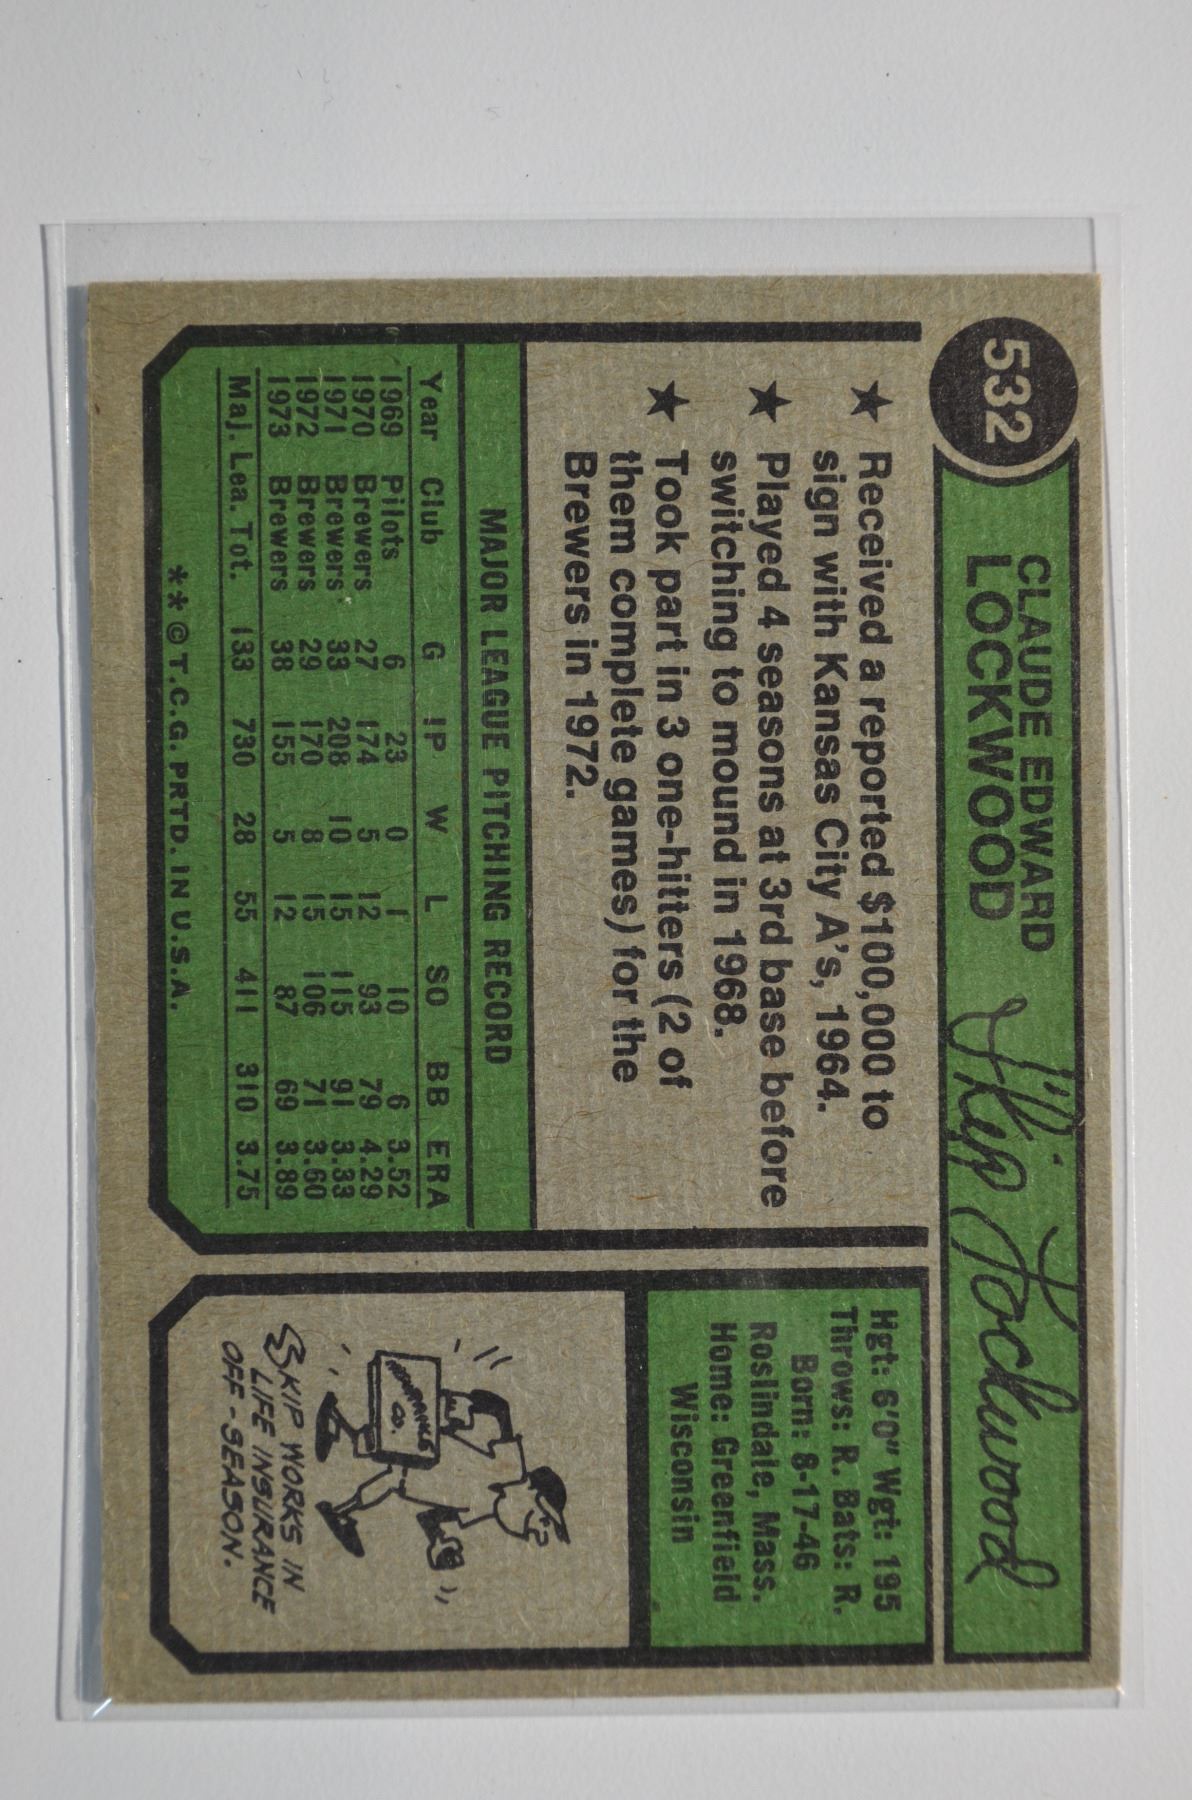 532
CLAUDE EDWARD
LOCKWOOD
Skip Lockwood
★ Received a reported $100,000 to
sign with Kansas City A's, 1964.
★ Played 4 seasons at 3rd base before
switching to mound in 1968.
★ Took part in 3 one-hitters (2 of
them complete games) for the
Brewers in 1972.
MAJOR LEAGUE PITCHING RECORD
Year Club G IP W L SO BB ERA
1969 Pilots 6 23 0 1 10 6 3.52
1970 Brewers 27 174 5 12 93 79 4.29
1971 Brewers 33 208 10 15 115 91 3.33
1972 Brewers 29 170 8 15 106 71 3.60
1973 Brewers 38 155 5 12 87 69 3.89
Maj. Lea. Tot. 133 730 28 55 411 310 3.75
** © T.C.G. PRTD. IN U.S.A.
Hgt: 6'0" Wgt: 195
Throws: R. Bats: R.
Born: 8-17-46
Roslindale, Mass.
Home: Greenfield
Wisconsin
CO.
SKIP WORKS IN
LIFE INSURANCE
OFF-SEASON.